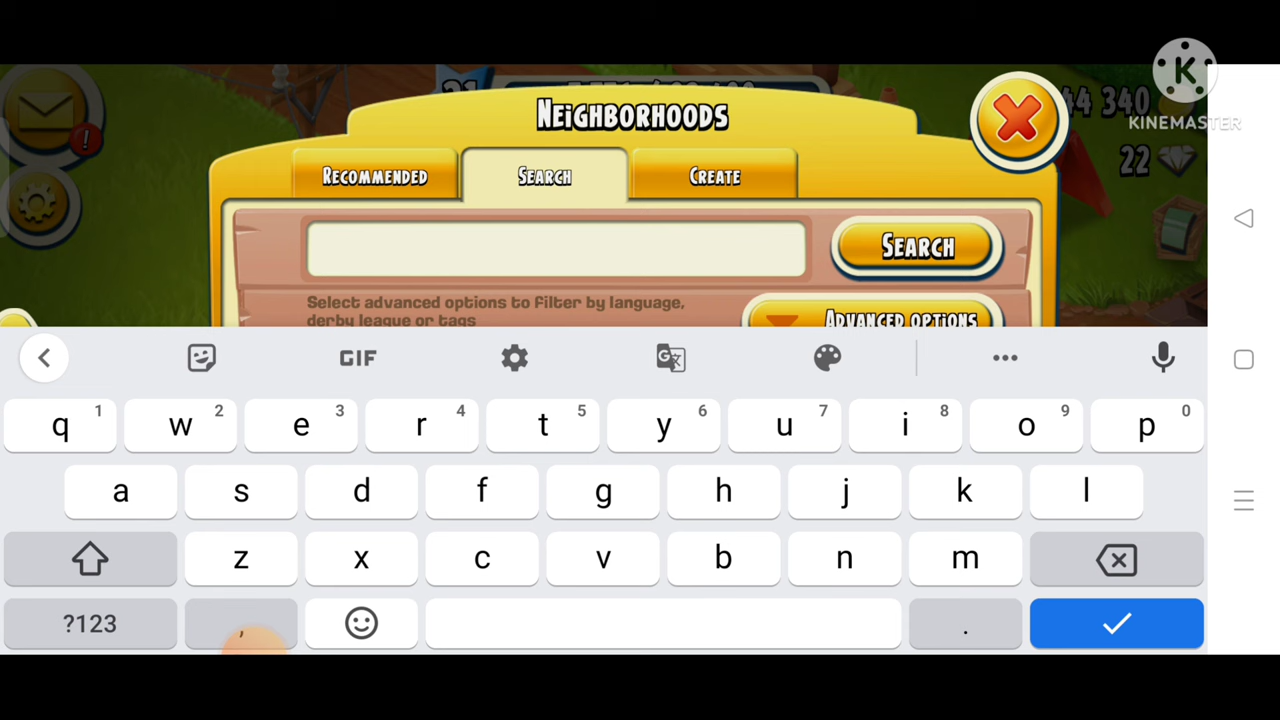 K
KINEMASTER
NEIGHBORHOODS
44 340
22
RECOMMENDED
SEARCH
CREATE
SEARCH
Select advanced options to filter by language,
derby league or tags
ADVANCED OPTIONS
GIF
q 1 w 2 e 3 r 4 t 5 y 6 u 7 i 8 o 9 p 0
a s d f g h j k l
z x c v b n m
?123 , .